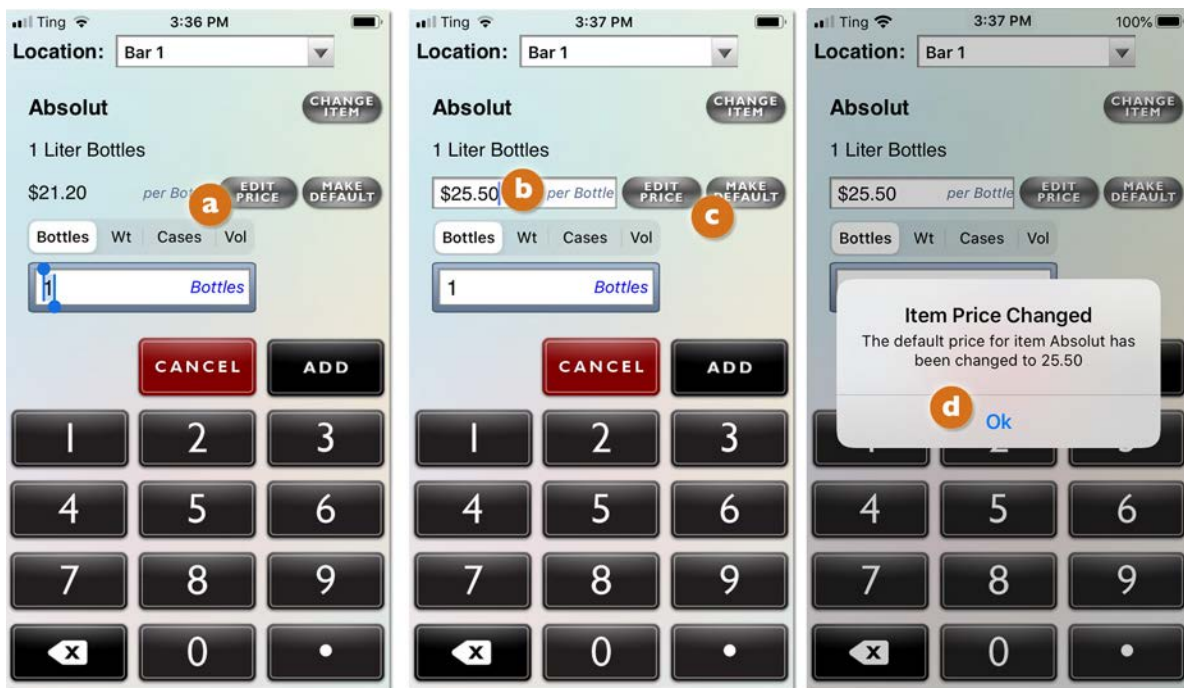 Ting 3:36 PM
Location: Bar 1
Absolut CHANGE ITEM
1 Liter Bottles
$21.20 per EDIT PRICE MAKE DEFAULT
a
Bottles Wt Cases Vol
1 Bottles
CANCEL ADD
1 2 3
4 5 6
7 8 9
X 0 .
Ting 3:37 PM
Location: Bar 1
Absolut CHANGE ITEM
1 Liter Bottles
$25.50 b per Bottle EDIT PRICE MAKE DEFAULT
c
Bottles Wt Cases Vol
1 Bottles
CANCEL ADD
1 2 3
4 5 6
7 8 9
X 0 .
Ting 3:37 PM 100%
Location: Bar 1
Absolut CHANGE ITEM
1 Liter Bottles
$25.50 per Bottle EDIT PRICE MAKE DEFAULT
Bottles Wt Cases Vol
Item Price Changed
The default price for item Absolut has
been changed to 25.50
d
Ok
4 5 6
7 8 9
X 0 .